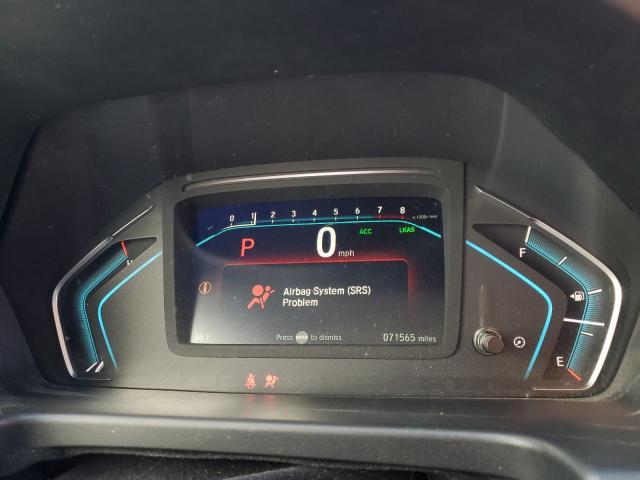 0 1 2 3 4 5 6 7 8 x1000r/min
ACC LKAS
P 0 mph
H
F
Airbag System (SRS)
Problem
E
Press ENTER to dismiss
071565 miles